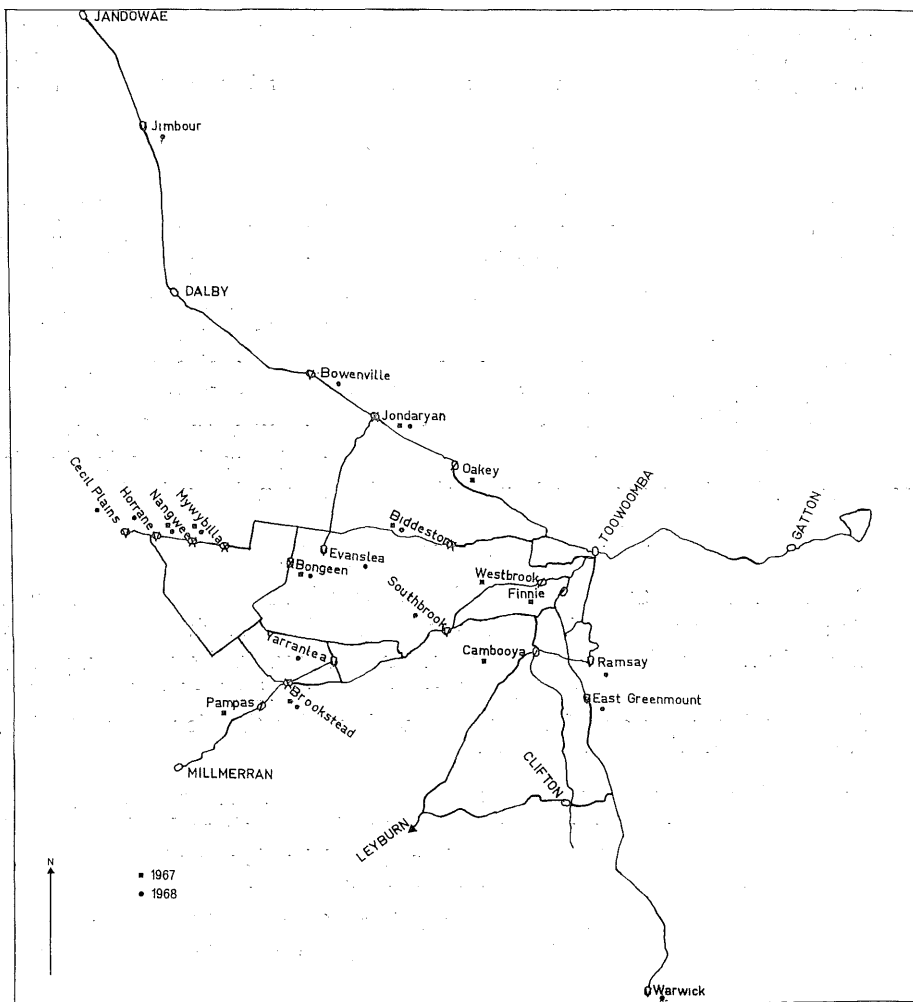 JANDOWAE
Jimbour
DALBY
Bowenville
Jondaryan
Oakey
Cecil Plains
Horrane
Nangwee
Mywybilla
Biddeston
TOOWOOMBA
GATTON
Evanslea
Bongeen
Westbrook
Finnie
Southbrook
Yarranlea
Cambooya
Ramsay
Pampas
Brookstead
East Greenmount
MILLMERRAN
CLIFTON
LEYBURN
N
1967
1968
Warwick